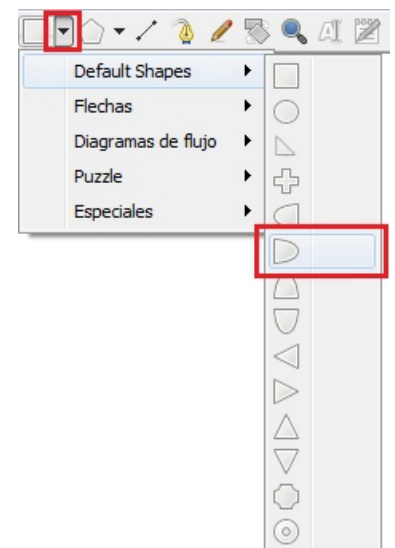 Default Shapes
Flechas
Diagramas de flujo
Puzzle
Especiales